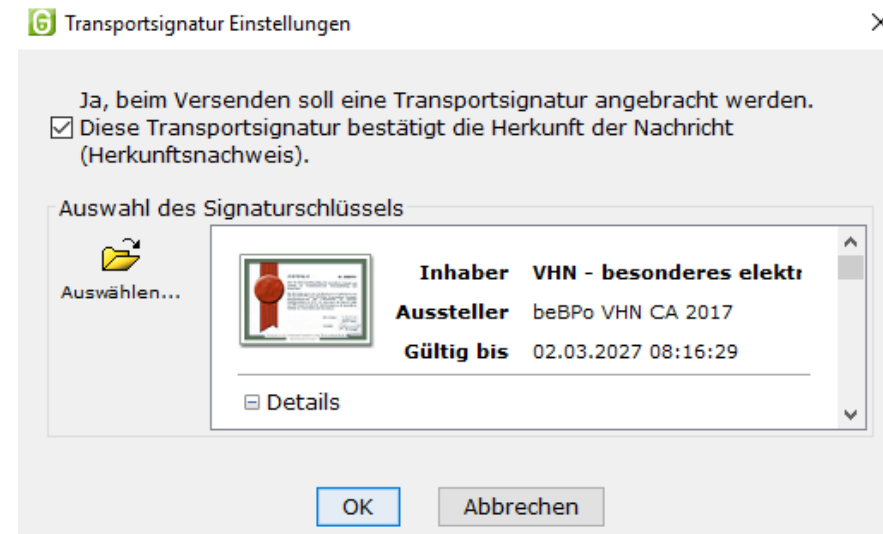 Transportsignatur Einstellungen
Ja, beim Versenden soll eine Transportsignatur angebracht werden.
Diese Transportsignatur bestätigt die Herkunft der Nachricht
(Herkunftsnachweis).
Auswahl des Signaturschlüssels
Auswählen...
Inhaber VHN - besonderes elektr
Aussteller beBPo VHN CA 2017
Gültig bis 02.03.2027 08:16:29
Details
OK Abbrechen